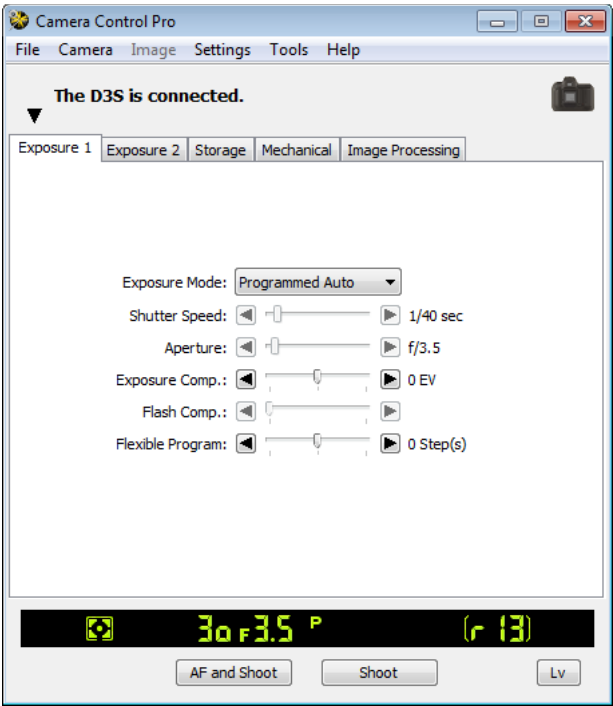 Camera Control Pro
File Camera Image Settings Tools Help
The D3S is connected.
Exposure 1 Exposure 2 Storage Mechanical Image Processing
Exposure Mode: Programmed Auto
Shutter Speed: 1/40 sec
Aperture: f/3.5
Exposure Comp.: 0 EV
Flash Comp.:
Flexible Program: 0 Step(s)
30 F3.5 P (r 13)
AF and Shoot Shoot Lv